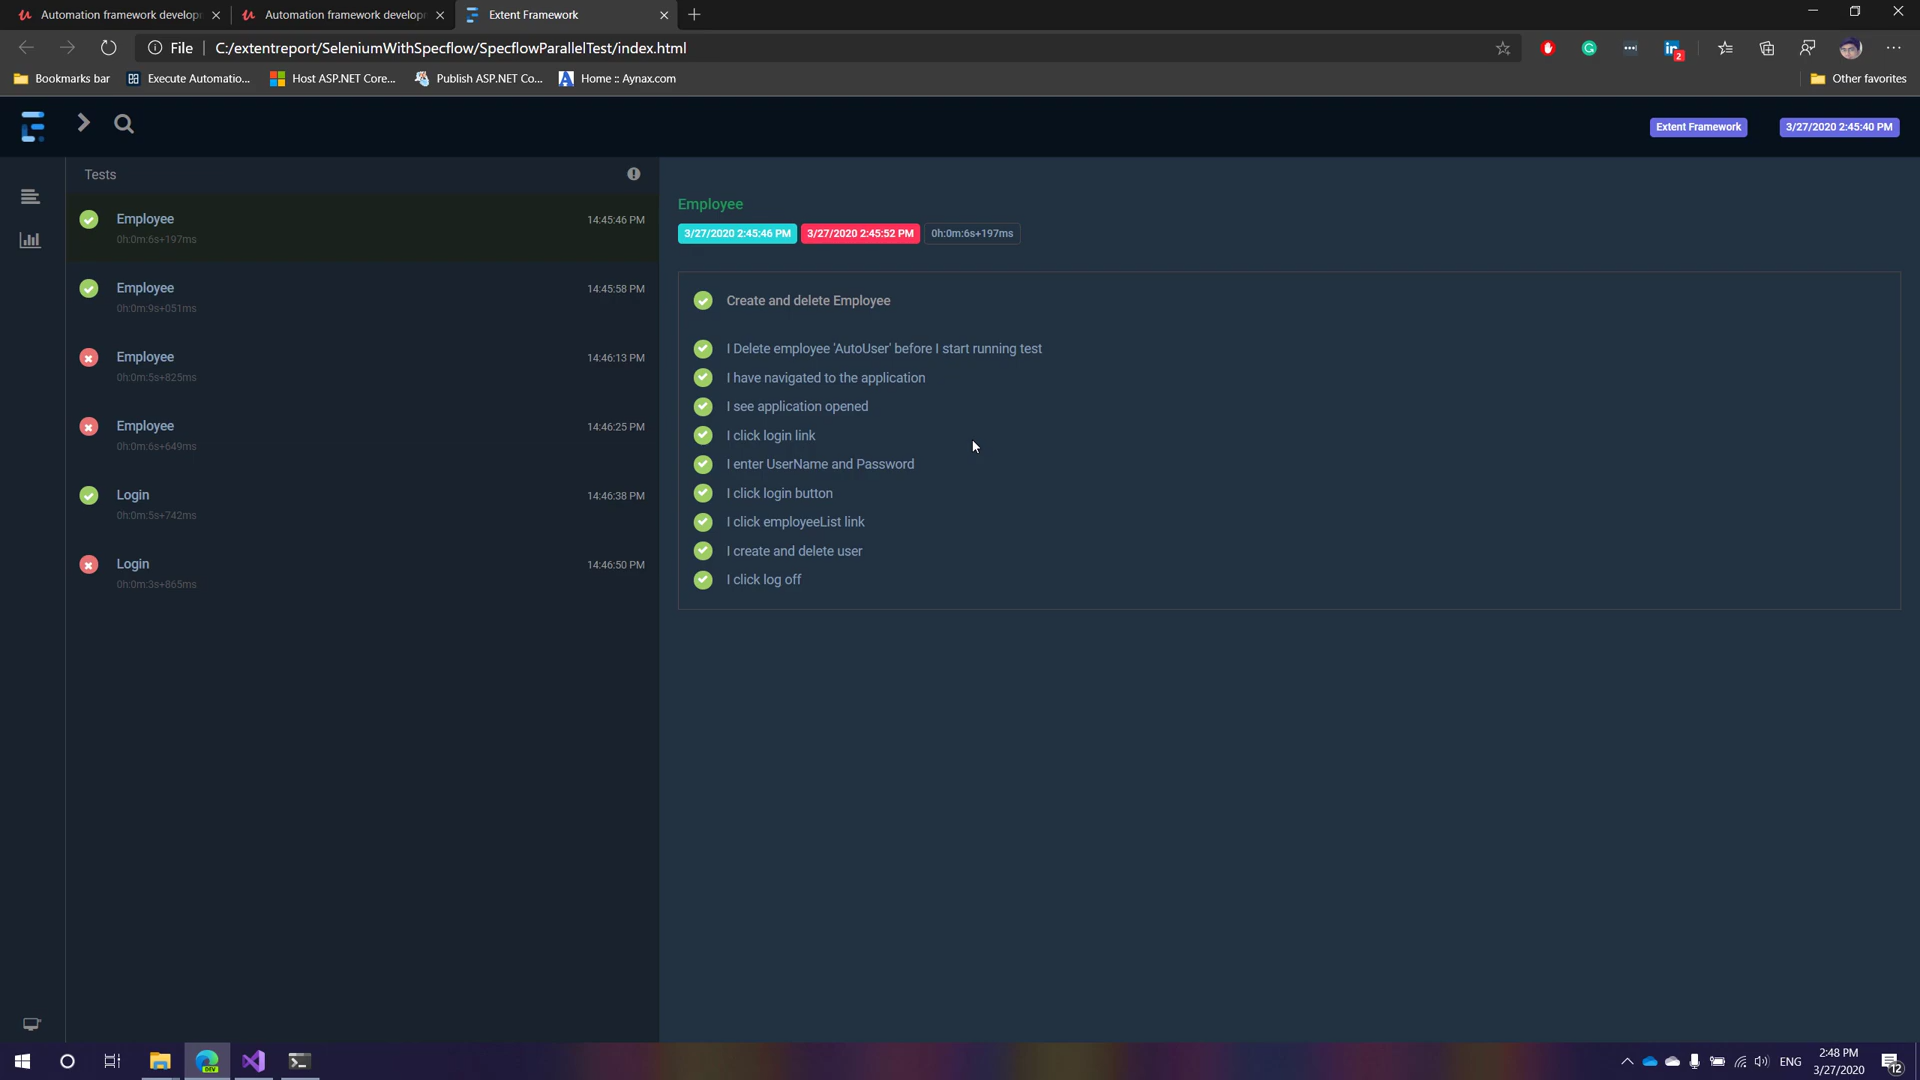 Automation framework developm
Automation framework developm
Extent Framework
File
C:/extentreport/SeleniumWithSpecflow/SpecflowParallelTest/index.html
2
Bookmarks bar
Execute Automatio...
Host ASP.NET Core...
Publish ASP.NET Co...
Home :: Aynax.com
Other favorites
Extent Framework
3/27/2020 2:45:40 PM
Tests
Employee
14:45:46 PM
0h:0m:6s+197ms
Employee
14:45:58 PM
0h:0m:9s+051ms
Employee
14:46:13 PM
0h:0m:5s+825ms
Employee
14:46:25 PM
0h:0m:6s+649ms
Login
14:46:38 PM
0h:0m:5s+742ms
Login
14:46:50 PM
0h:0m:3s+865ms
Employee
3/27/2020 2:45:46 PM 3/27/2020 2:45:52 PM 0h:0m:6s+197ms
Create and delete Employee
I Delete employee 'AutoUser' before I start running test
I have navigated to the application
I see application opened
I click login link
I enter UserName and Password
I click login button
I click employeeList link
I create and delete user
I click log off
DEV
ENG
2:48 PM
3/27/2020
12